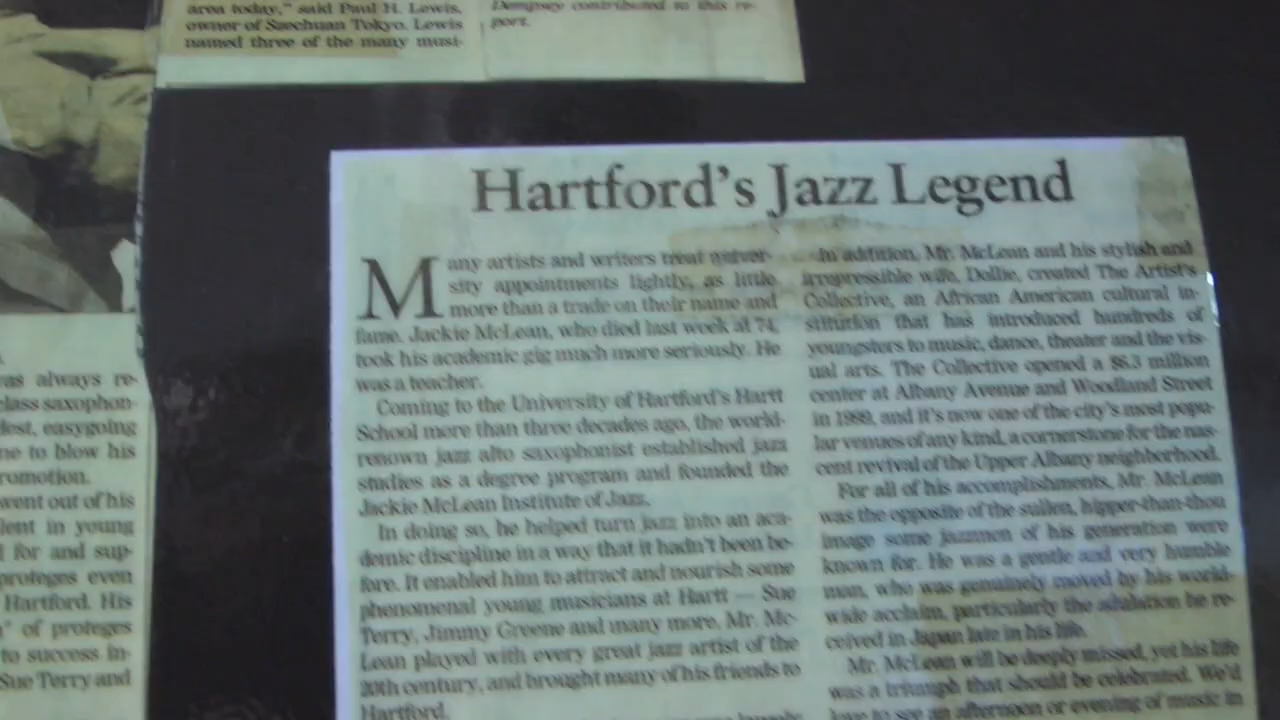 area today," said Paul H. Lewis,
owner of Szechuan Tokyo. Lewis
named three of the many musi-
Dempsey contributed to this re-
port.
as always re-
class saxophon-
easygoing
to blow his
romotion.
went out of his
in young
for and sup-
proteges even
Hartford. His
of proteges
to success in-
Sue Terry and
Hartford's Jazz Legend
Many artists and writers treat univer-
sity appointments lightly, as little
more than a trade on their name and
fame. Jackie McLean, who died last week at 74,
took his academic gig much more seriously. He
was a teacher.
Coming to the University of Hartford's Hartt
School more than three decades ago, the world-
renown jazz alto saxophonist established jazz
studies as a degree program and founded the
Jackie McLean Institute of Jazz.
In doing so, he helped turn jazz into an aca-
demic discipline in a way that it hadn't been be-
fore. It enabled him to attract and nourish some
phenomenal young musicians at Hartt — Sue
Terry, Jimmy Greene and many more. Mr. Mc-
Lean played with every great jazz artist of the
20th century, and brought many of his friends to
Hartford.
In addition, Mr. McLean and his stylish and
irrepressible wife, Dollie, created The Artist's
Collective, an African American cultural in-
stitution that has introduced hundreds of
youngsters to music, dance, theater and the vis-
ual arts. The Collective opened a $6.3 million
center at Albany Avenue and Woodland Street
in 1999, and it's now one of the city's most popu-
lar venues of any kind, a cornerstone for the nas-
cent revival of the Upper Albany neighborhood.
For all of his accomplishments, Mr. McLean
was the opposite of the sullen, hipper-than-thou
image some jazzmen of his generation were
known for. He was a gentle and very humble
man, who was genuinely moved by his world-
wide acclaim, particularly the adulation he re-
ceived in Japan late in his life.
Mr. McLean will be deeply missed, yet his life
was a triumph that should be celebrated. We'd
love to see an afternoon or evening of music in